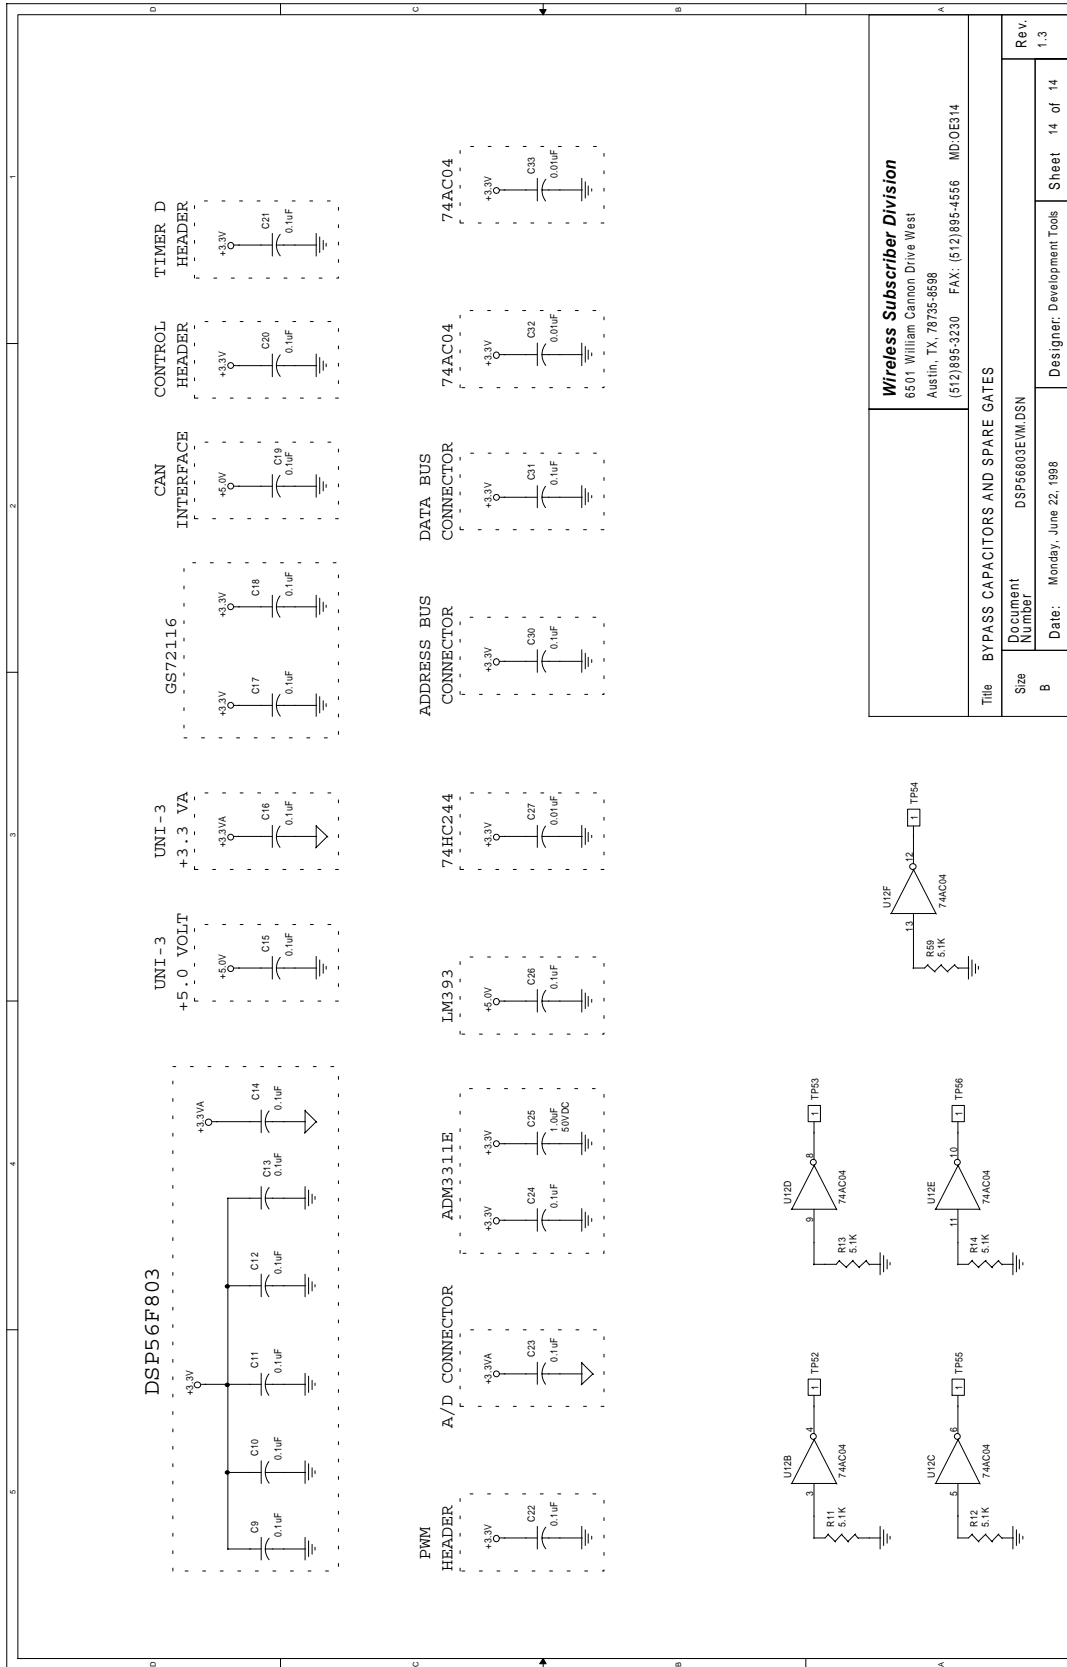 5
4
3
2
1
D
C
B
A
DSP56F803
+3.3V
C9
0.1uF
C10
0.1uF
C11
0.1uF
C12
0.1uF
C13
0.1uF
+3.3VA
C14
0.1uF
UNI-3
+5.0 VOLT
+5.0V
C15
0.1uF
UNI-3
+3.3 VA
+3.3VA
C16
0.1uF
GS72116
+3.3V
C17
0.1uF
+3.3V
C18
0.1uF
CAN
INTERFACE
+5.0V
C19
0.1uF
CONTROL
HEADER
+3.3V
C20
0.1uF
TIMER D
HEADER
+3.3V
C21
0.1uF
PWM
HEADER
+3.3V
C22
0.1uF
A/D CONNECTOR
+3.3VA
C23
0.1uF
ADM3311E
+3.3V
C24
0.1uF
+3.3V
C25
1.0uF
50VDC
LM393
+5.0V
C26
0.1uF
74HC244
+3.3V
C27
0.01uF
ADDRESS BUS
CONNECTOR
+3.3V
C30
0.1uF
DATA BUS
CONNECTOR
+3.3V
C31
0.1uF
74AC04
+3.3V
C32
0.01uF
74AC04
+3.3V
C33
0.01uF
U12B
3
4
74AC04
R11
5.1K
1
TP52
U12D
9
8
74AC04
R13
5.1K
1
TP53
U12F
13
12
74AC04
R59
5.1K
1
TP54
U12C
5
6
74AC04
R12
5.1K
1
TP55
U12E
11
10
74AC04
R14
5.1K
1
TP56
Wireless Subscriber Division
6501 William Cannon Drive West
Austin, TX, 78735-8598
(512)895-3230 FAX: (512)895-4556 MD:OE314
Title BYPASS CAPACITORS AND SPARE GATES
Size
B
Document
Number
DSP56803EVM.DSN
Rev.
1.3
Date: Monday, June 22, 1998
Designer: Development Tools
Sheet 14 of 14
D
C
B
A